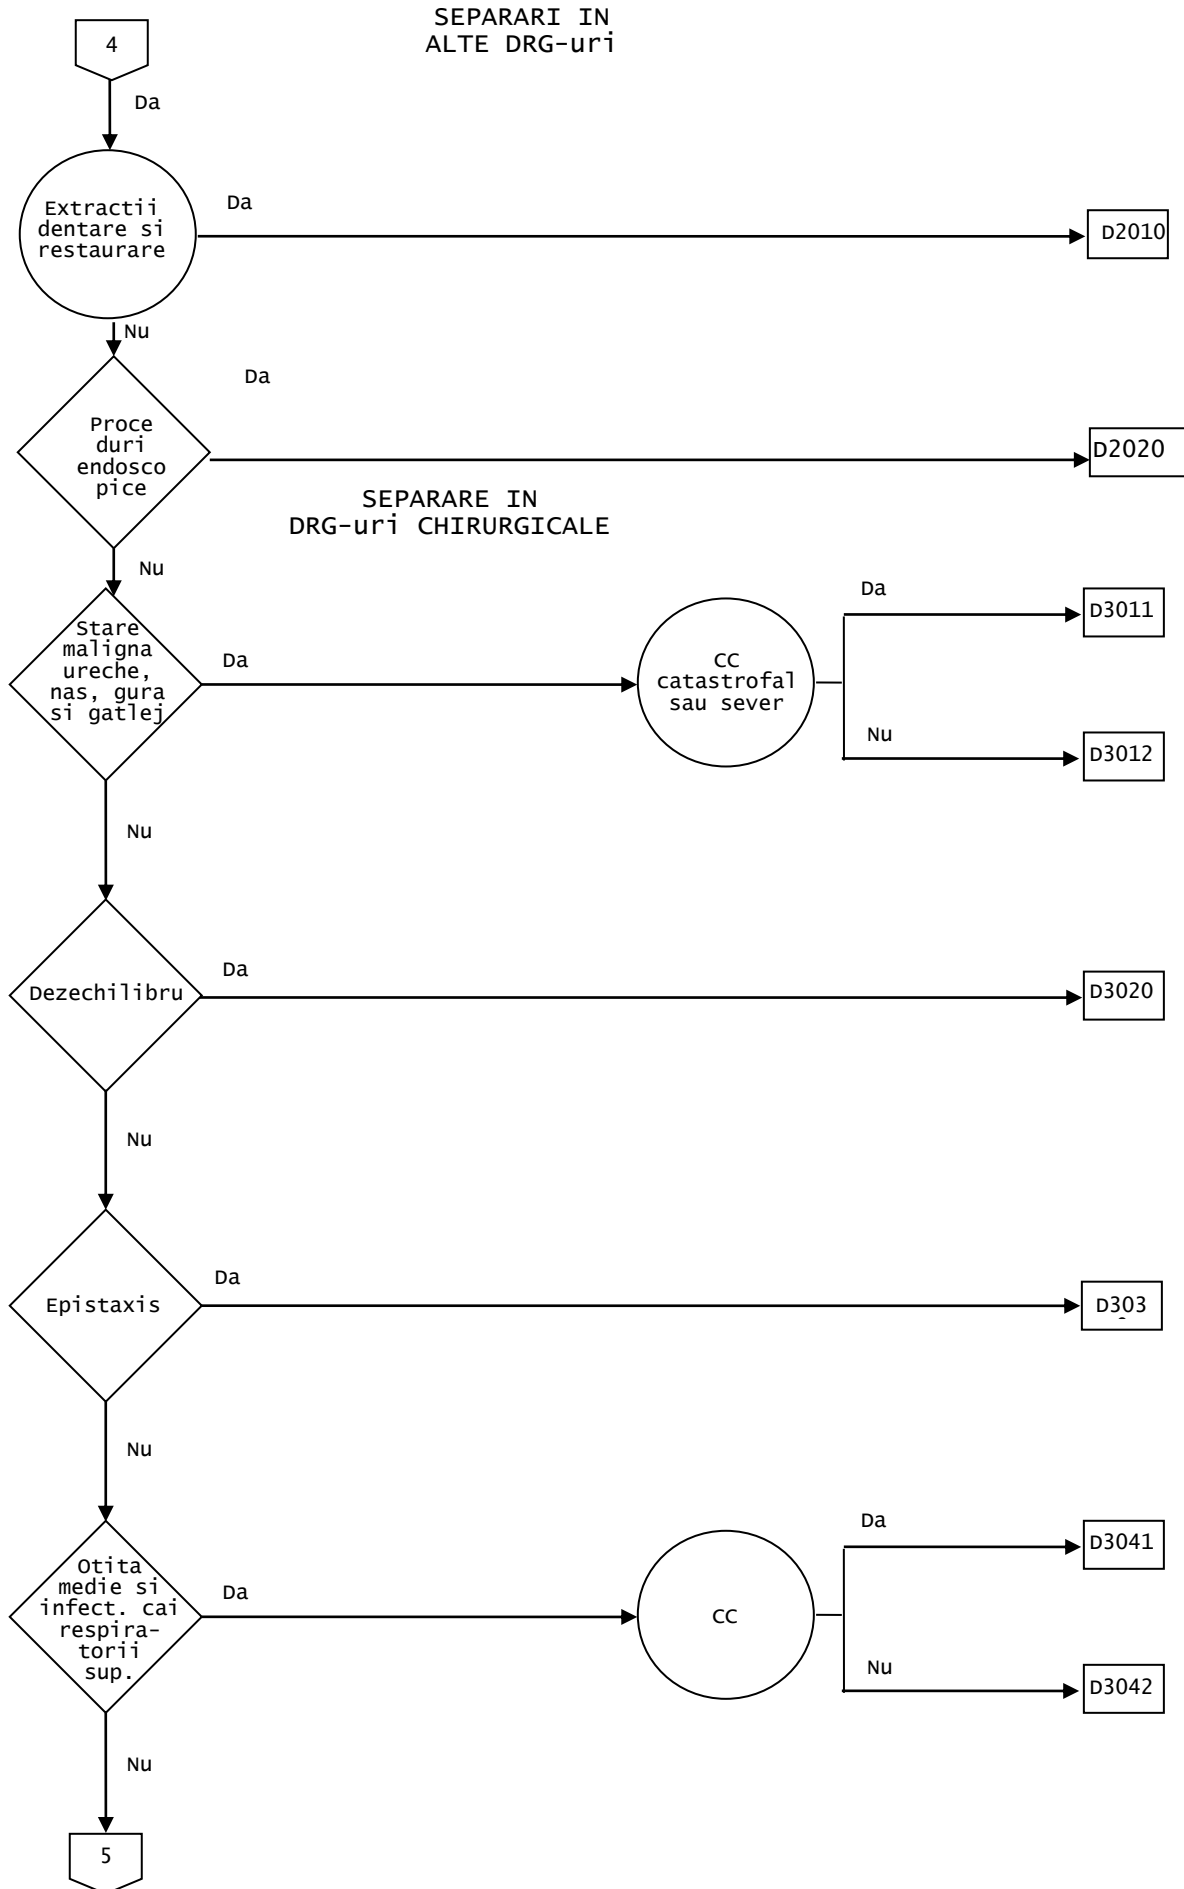 SEPARARI IN
ALTE DRG-uri
4
Da
Extractii
dentare si
restaurare
Da
D2010
Nu
Proce
duri
endosco
pice
Da
D2020
SEPARARE IN
DRG-uri CHIRURGICALE
Nu
Stare
maligna
ureche,
nas, gura
si gatlej
Da
CC
catastrofal
sau sever
Da
D3011
Nu
D3012
Nu
Dezechilibru
Da
D3020
Nu
Epistaxis
Da
D303
Nu
Otita
medie si
infect. cai
respira-
torii
sup.
Da
CC
Da
D3041
Nu
D3042
Nu
5